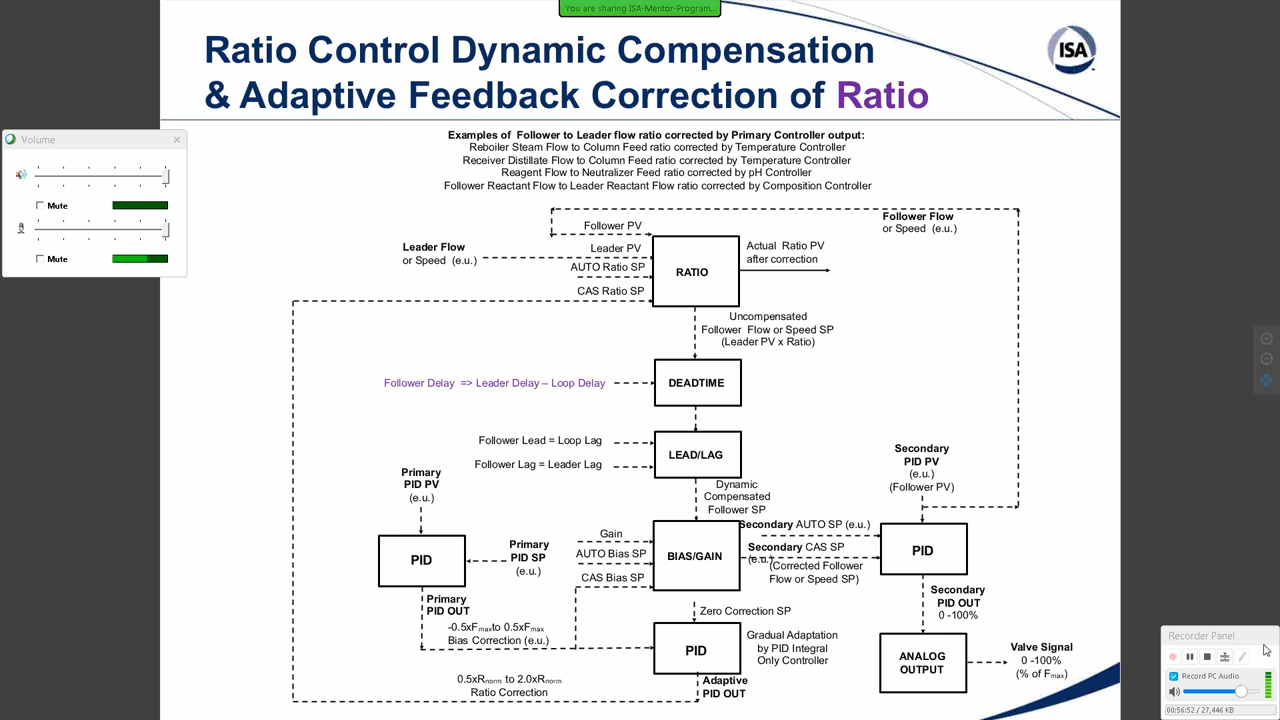 You are sharing ISA-Mentor-Program...
Ratio Control Dynamic Compensation
& Adaptive Feedback Correction of Ratio
ISA
Volume
Mute
Mute
Examples of Follower to Leader flow ratio corrected by Primary Controller output:
Reboiler Steam Flow to Column Feed ratio corrected by Temperature Controller
Receiver Distillate Flow to Column Feed ratio corrected by Temperature Controller
Reagent Flow to Neutralizer Feed ratio corrected by pH Controller
Follower Reactant Flow to Leader Reactant Flow ratio corrected by Composition Controller
Follower Flow
or Speed (e.u.)
Follower PV
Leader Flow
or Speed (e.u.)
Leader PV
AUTO Ratio SP
CAS Ratio SP
RATIO
Actual Ratio PV
after correction
Uncompensated
Follower Flow or Speed SP
(Leader PV x Ratio)
Follower Delay => Leader Delay – Loop Delay
DEADTIME
Follower Lead = Loop Lag
Follower Lag = Leader Lag
LEAD/LAG
Dynamic
Compensated
Follower SP
Secondary
PID PV
(e.u.)
(Follower PV)
Primary
PID PV
(e.u.)
PID
Primary
PID SP
(e.u.)
Gain
AUTO Bias SP
CAS Bias SP
BIAS/GAIN
Secondary AUTO SP (e.u.)
Secondary CAS SP
(e.u.)
(Corrected Follower
Flow or Speed SP)
PID
Primary
PID OUT
-0.5xFmax to 0.5xFmax
Bias Correction (e.u.)
Zero Correction SP
PID
Gradual Adaptation
by PID Integral
Only Controller
Secondary
PID OUT
0 -100%
ANALOG
OUTPUT
Valve Signal
0 -100%
(% of Fmax)
0.5xRnorm to 2.0xRnorm
Ratio Correction
Adaptive
PID OUT
Recorder Panel
Record PC Audio
00:56:52 / 27,446 KB